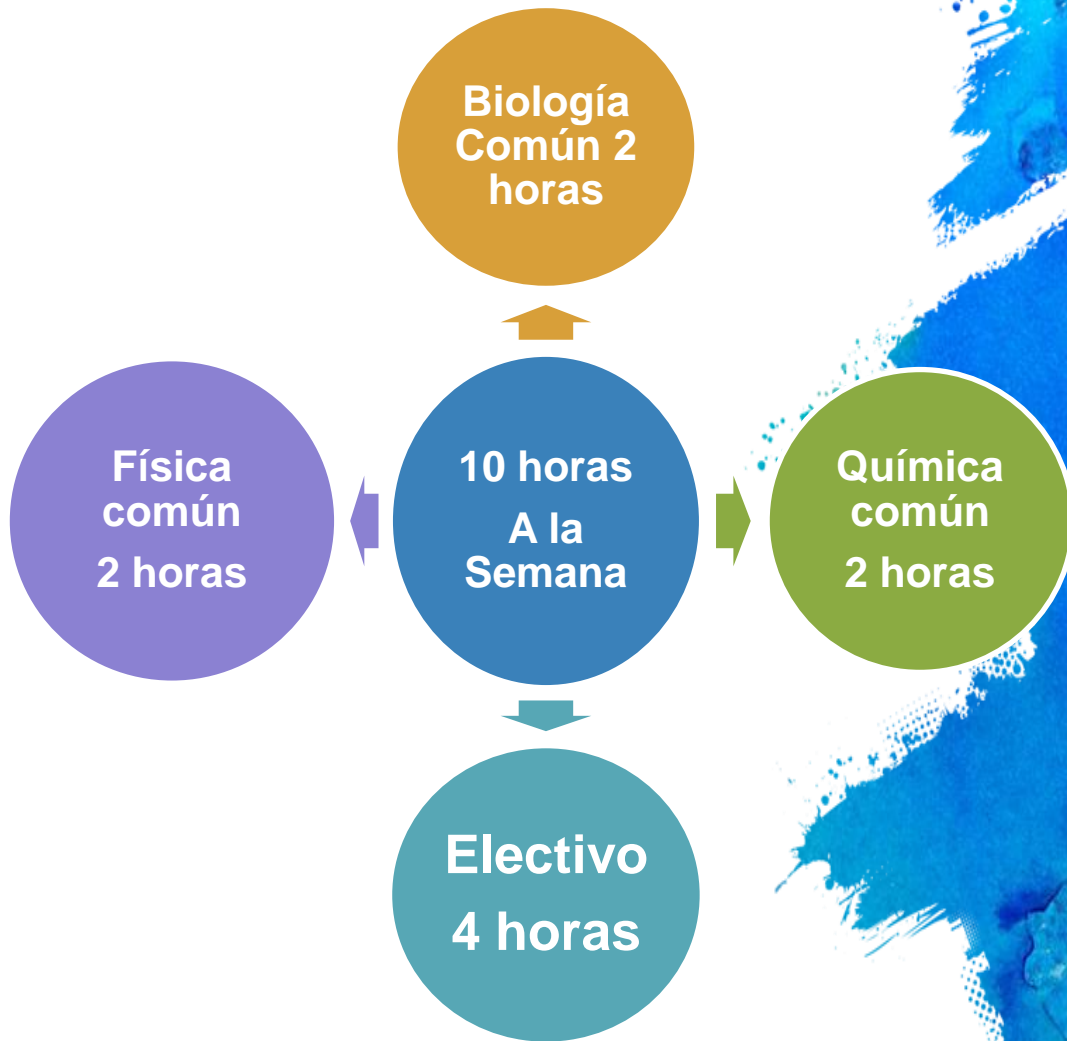 Biología
Común 2
horas
Física
común
2 horas
10 horas
A la
Semana
Química
común
2 horas
Electivo
4 horas